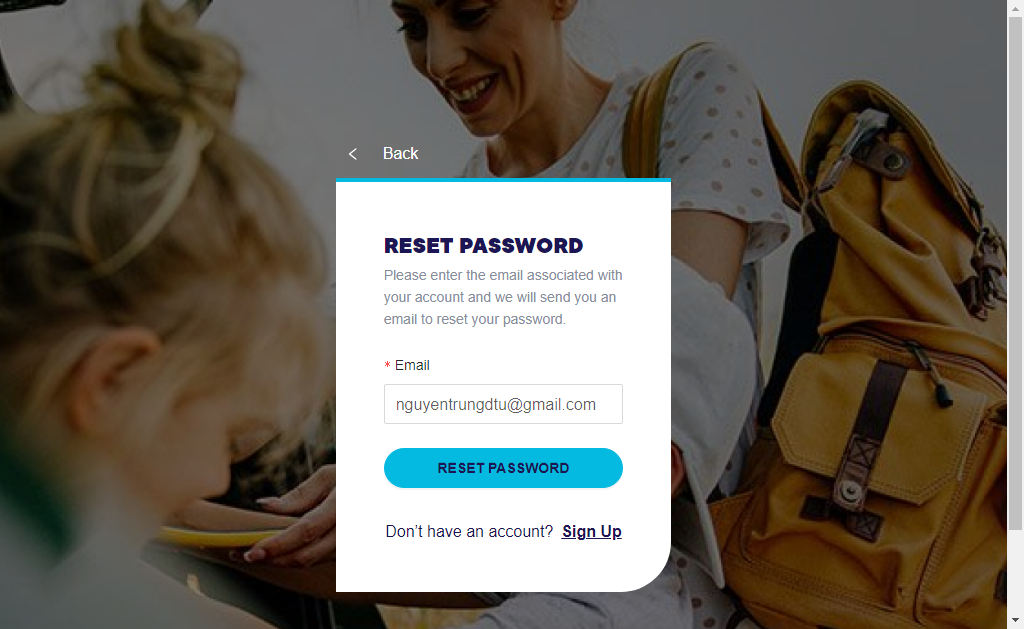 Back
RESET PASSWORD
Please enter the email associated with
your account and we will send you an
email to reset your password.
* Email
nguyentrungdtu@gmail.com
RESET PASSWORD
Don’t have an account? Sign Up